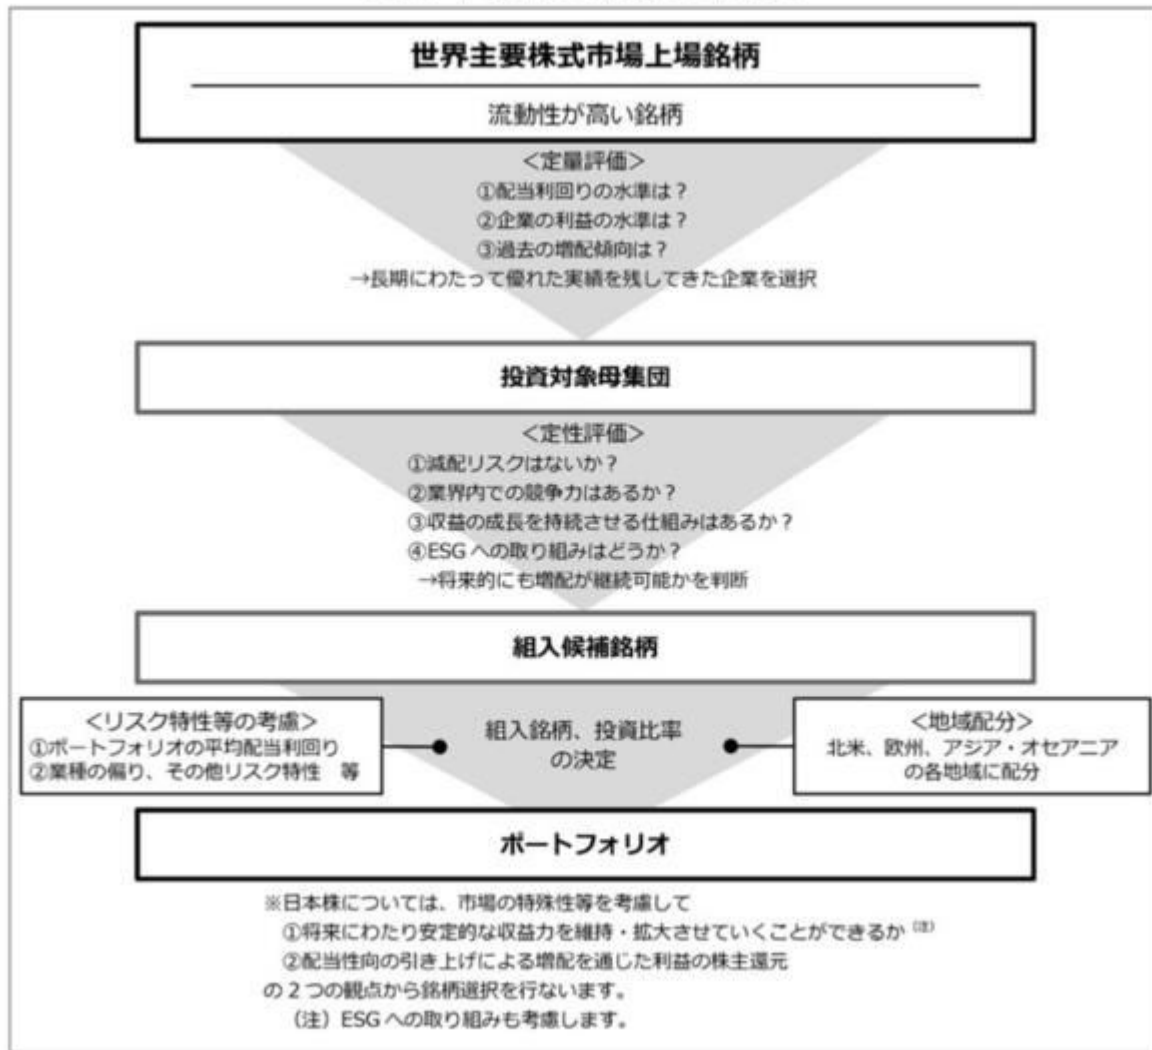 世界主要株式市場上場銘柄
流動性が高い銘柄
＜定量評価＞
①配当利回りの水準は？
②企業の利益の水準は？
③過去の増配傾向は？
→長期にわたって優れた実績を残してきた企業を選択
投資対象母集団
＜定性評価＞
①減配リスクはないか？
②業界内での競争力はあるか？
③収益の成長を持続させる仕組みはあるか？
④ESGへの取り組みはどうか？
→将来的にも増配が継続可能かを判断
組入候補銘柄
＜リスク特性等の考慮＞
①ポートフォリオの平均配当利回り
②業種の偏り、その他リスク特性　等
組入銘柄、投資比率
の決定
＜地域配分＞
北米、欧州、アジア・オセアニア
の各地域に配分
ポートフォリオ
※日本株については、市場の特殊性等を考慮して
①将来にわたり安定的な収益力を維持・拡大させていくことができるか（注）
②配当性向の引き上げによる増配を通じた利益の株主還元
の２つの観点から銘柄選択を行ないます。
（注）ESGへの取り組みも考慮します。